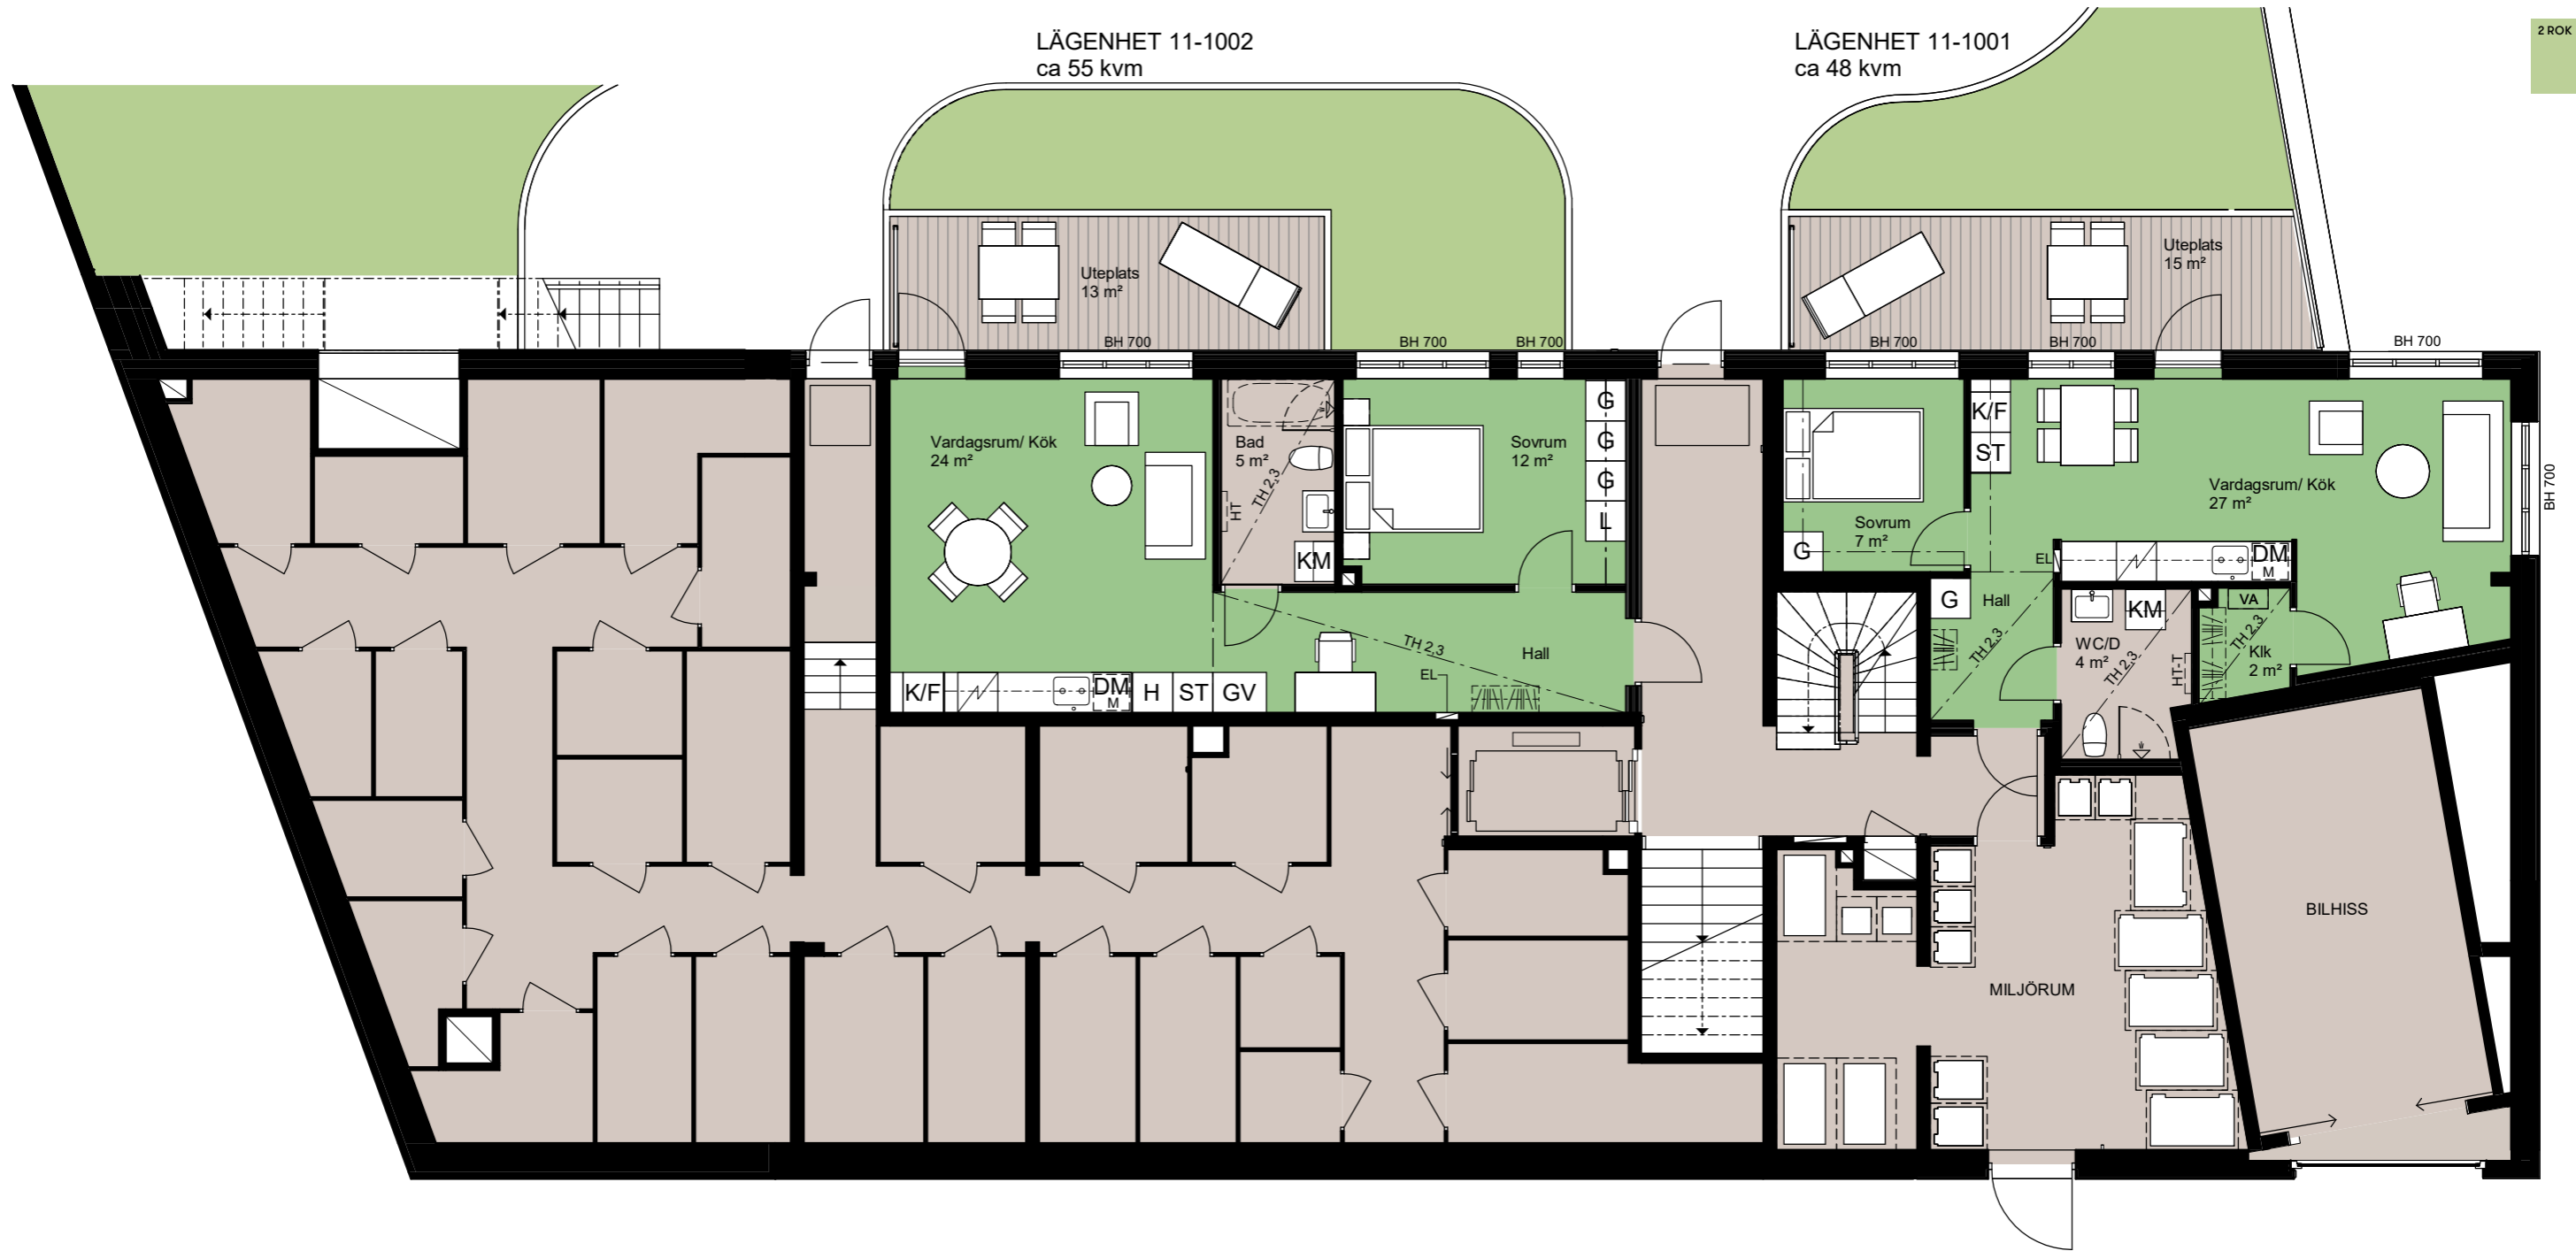 LÄGENHET 11-1002
ca 55 kvm
LÄGENHET 11-1001
ca 48 kvm
2 ROK
Uteplats
13 m²
Uteplats
15 m²
BH 700
BH 700
BH 700
BH 700
BH 700
BH 700
BH 700
Vardagsrum/ Kök
24 m²
Bad
5 m²
TH 2,3
HT
KM
Sovrum
12 m²
G
G
G
L
K/F
DM
M
H
ST
GV
EL
TH 2,3
Hall
Sovrum
7 m²
G
K/F
ST
Vardagsrum/ Kök
27 m²
EL
DM
M
G
Hall
TH 2,3
KM
WC/D
4 m²
TH 2,3
HT-T
VA
TH 2,3
Klk
2 m²
BILHISS
MILJÖRUM